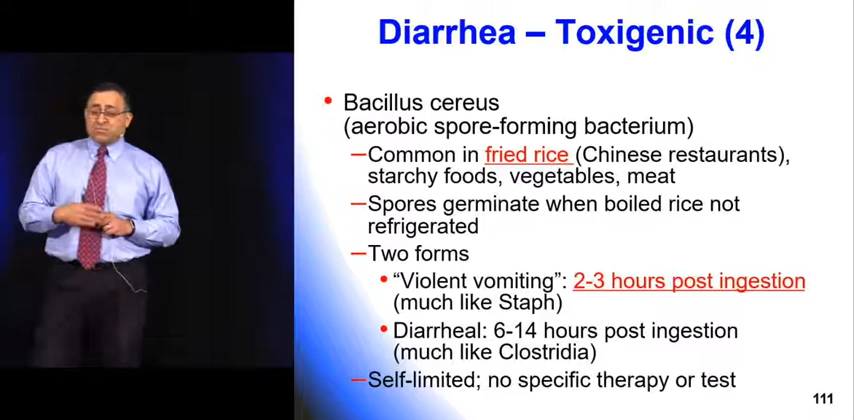 Diarrhea – Toxigenic (4)
• Bacillus cereus
(aerobic spore-forming bacterium)
–Common in fried rice (Chinese restaurants),
starchy foods, vegetables, meat
–Spores germinate when boiled rice not
refrigerated
–Two forms
• “Violent vomiting”: 2-3 hours post ingestion
(much like Staph)
• Diarrheal: 6-14 hours post ingestion
(much like Clostridia)
–Self-limited; no specific therapy or test
111